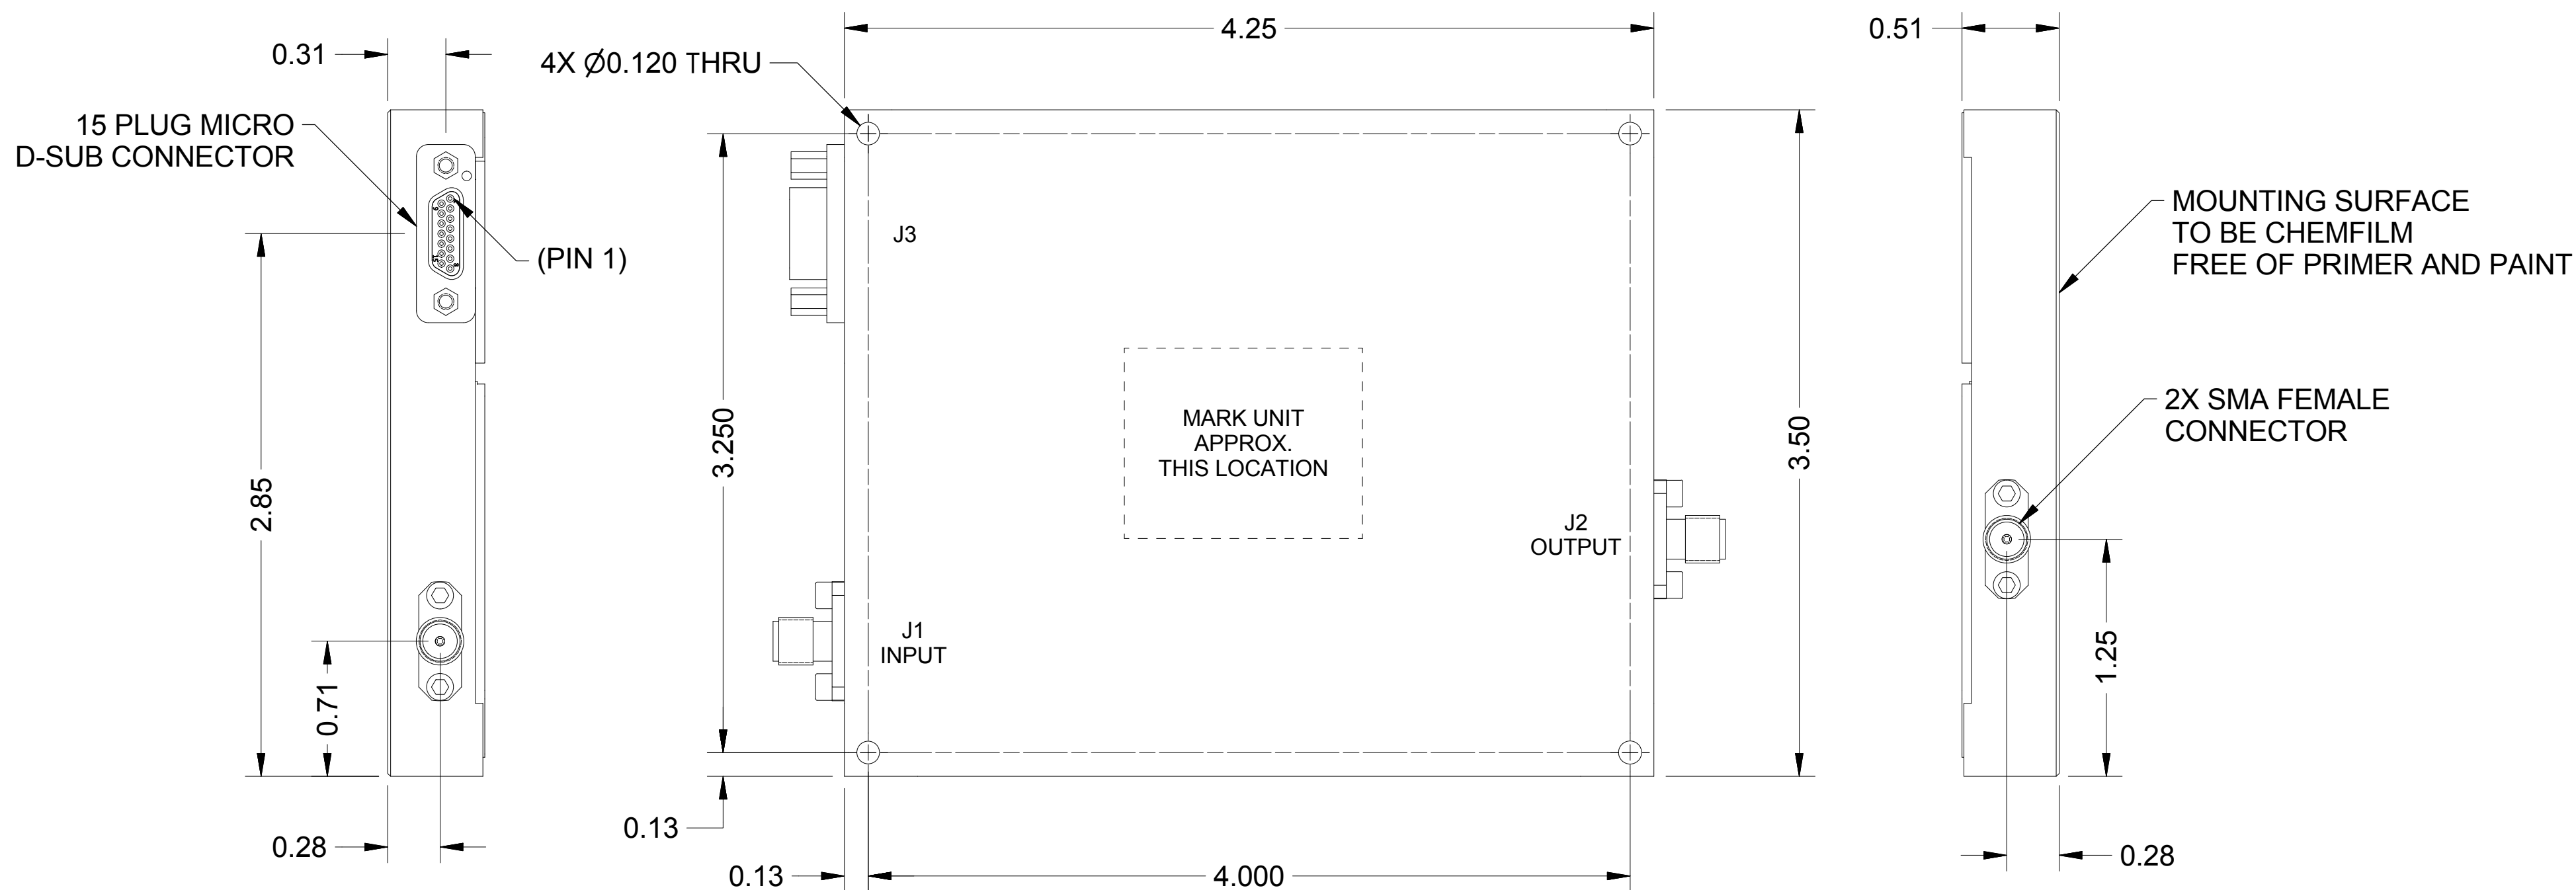 4.25
0.51
0.31
4X Ø0.120 THRU
15 PLUG MICRO
D-SUB CONNECTOR
MOUNTING SURFACE
TO BE CHEMFILM
FREE OF PRIMER AND PAINT
J3
(PIN 1)
2X SMA FEMALE
CONNECTOR
MARK UNIT
APPROX.
THIS LOCATION
3.250
3.50
2.85
J2
OUTPUT
J1
INPUT
1.25
0.71
0.13
0.28
0.28
0.13
4.000